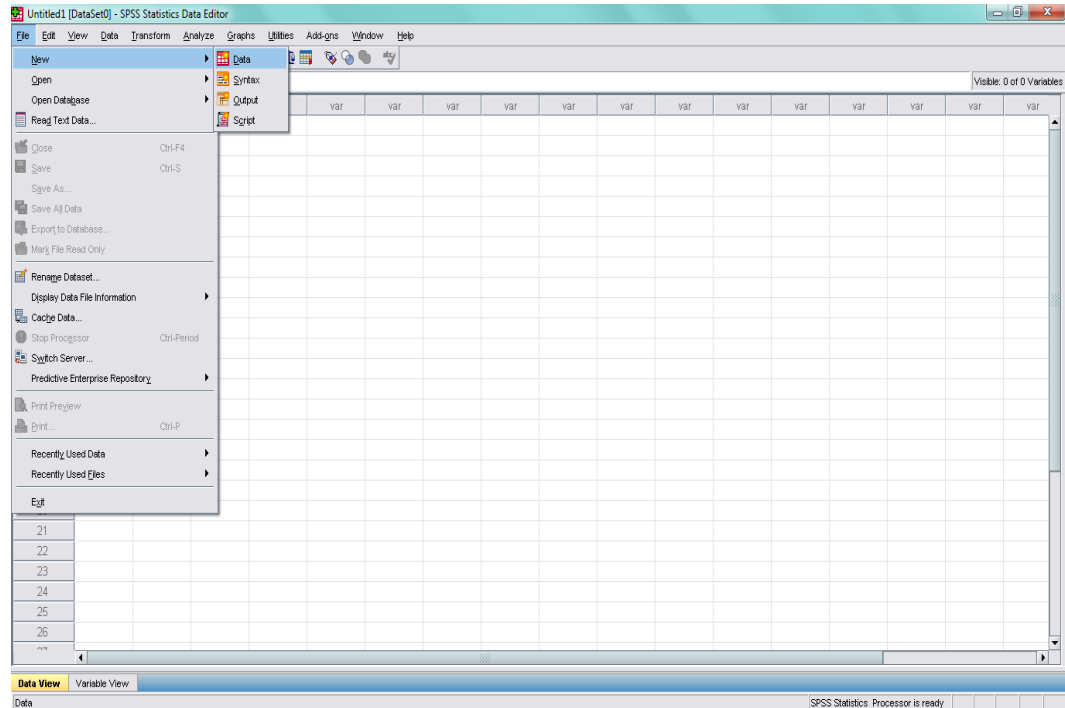 Untitled1 [DataSet0] - SPSS Statistics Data Editor
File Edit View Data Transform Analyze Graphs Utilities Add-ons Window Help
New Data
Visible: 0 of 0 Variables
Open Syntax
Open Database Output
var var var var var var var var var var var var var
Read Text Data... Script
Close Ctrl-F4
Save Ctrl-S
Save As...
Save All Data
Export to Database...
Mark File Read Only
Rename Dataset...
Display Data File Information
Cache Data...
Stop Processor Ctrl-Period
Switch Server...
Predictive Enterprise Repository
Print Preview
Print... Ctrl-P
Recently Used Data
Recently Used Files
Exit
21
22
23
24
25
26
Data View Variable View
Data SPSS Statistics Processor is ready